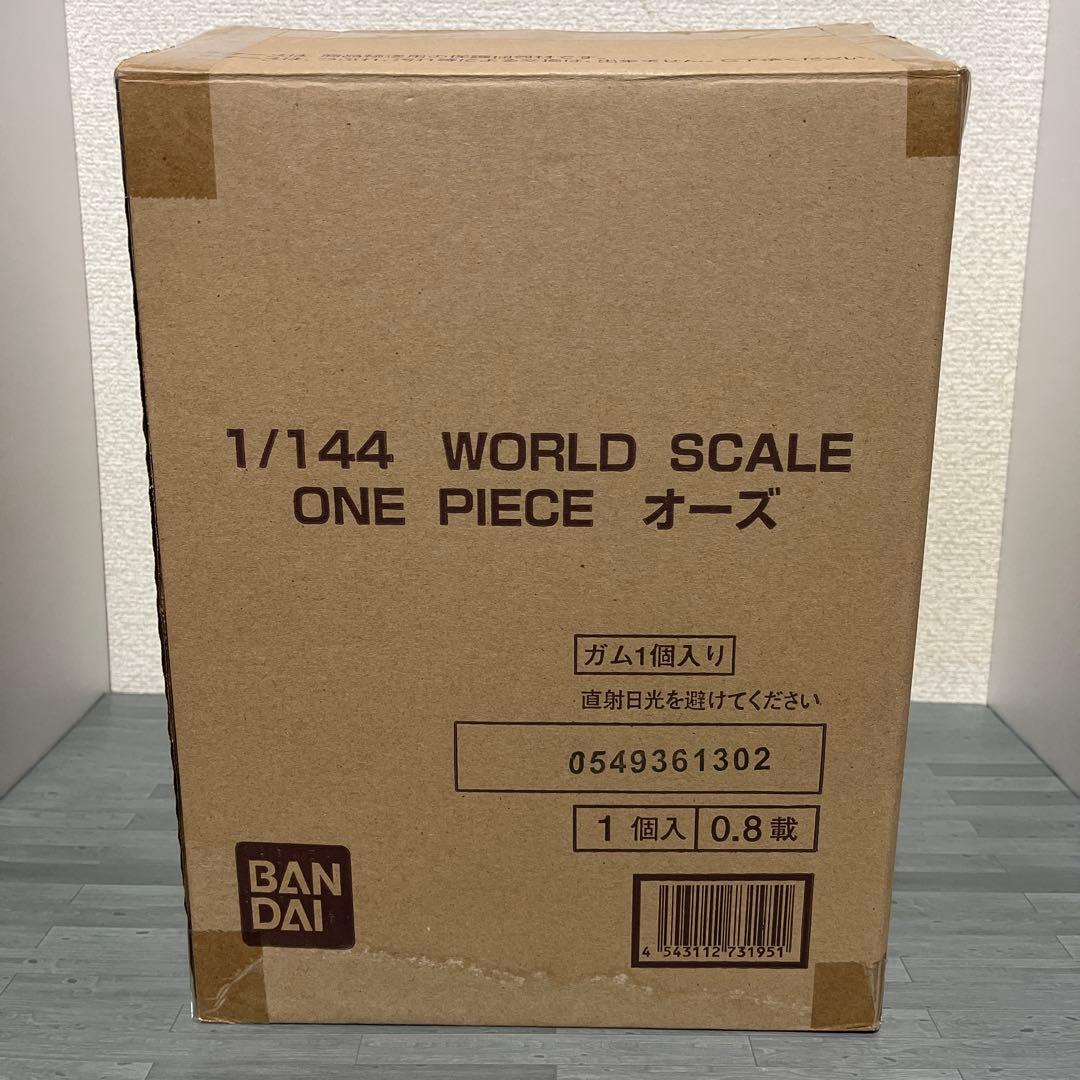 1/144 WORLD SCALE
ONE PIECE オーズ
ガム1個入り
直射日光を避けてください
0549361302
1個入 0.8載
BAN
DAI
4 543112 731951